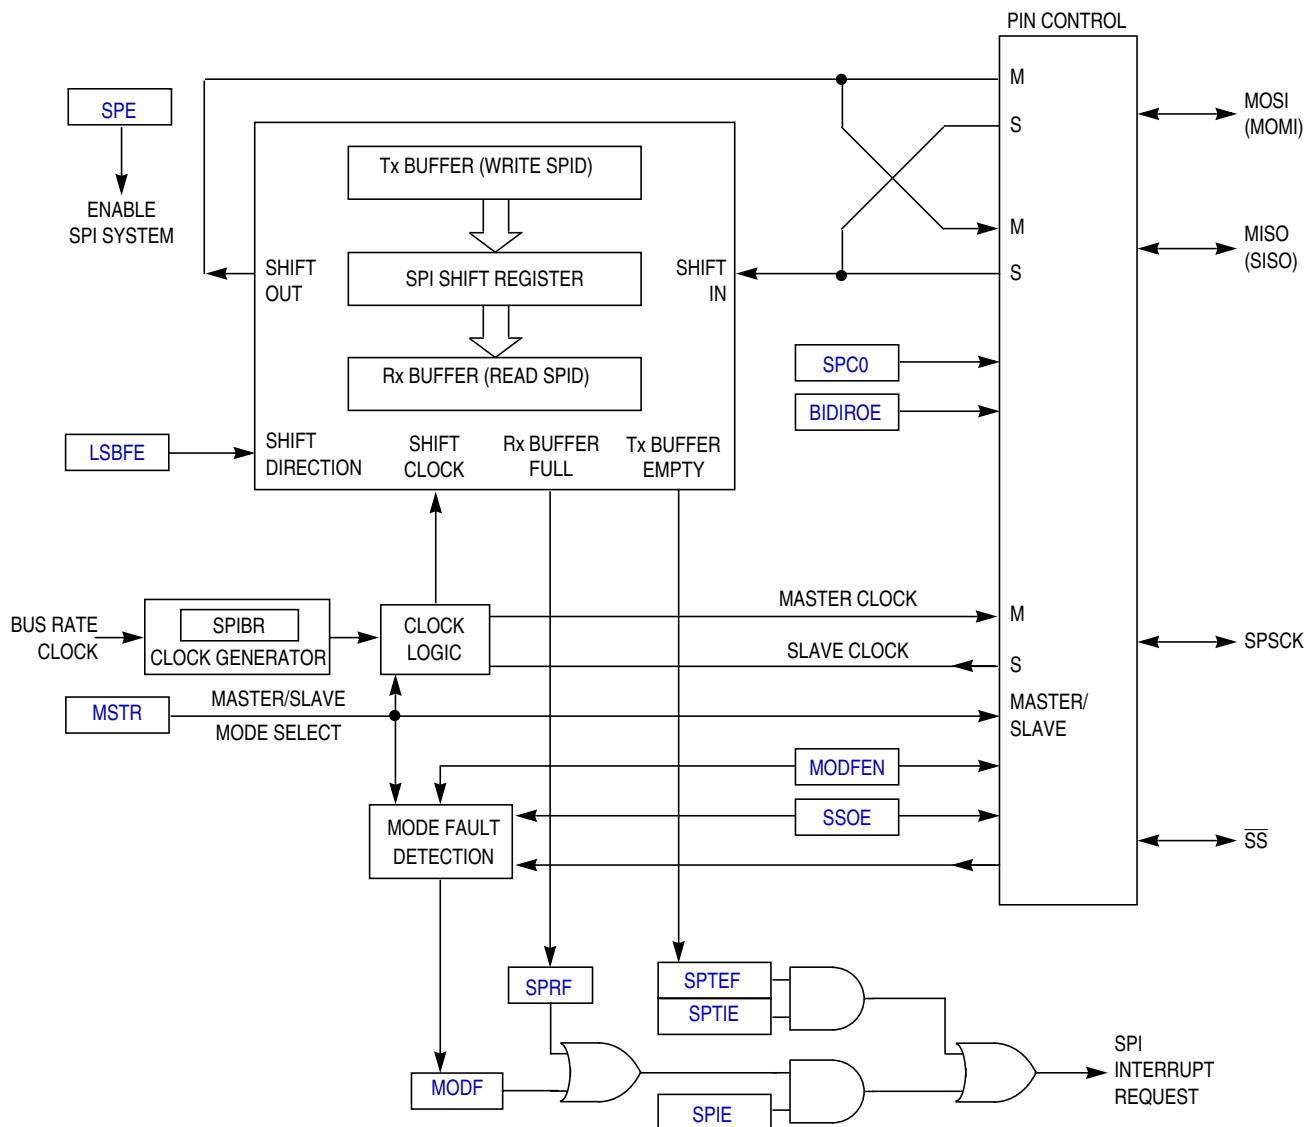 PIN CONTROL
M
SPE
MOSI
(MOMI)
S
Tx BUFFER (WRITE SPID)
ENABLE
SPI SYSTEM
M
MISO
(SISO)
SHIFT
OUT
SPI SHIFT REGISTER
SHIFT
IN
S
SPC0
Rx BUFFER (READ SPID)
BIDIROE
LSBFE
SHIFT
DIRECTION
SHIFT
CLOCK
Rx BUFFER
FULL
Tx BUFFER
EMPTY
MASTER CLOCK
M
BUS RATE
CLOCK
SPIBR
CLOCK GENERATOR
CLOCK
LOGIC
SLAVE CLOCK
S
SPSCK
MSTR
MASTER/SLAVE
MODE SELECT
MASTER/
SLAVE
MODFEN
SSOE
MODE FAULT
DETECTION
SS
SPRF
SPTEF
SPTIE
MODF
SPIE
SPI
INTERRUPT
REQUEST